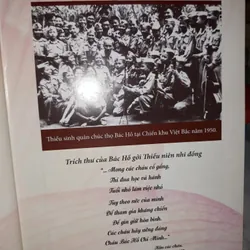 Thiếu sinh quân chúc thọ Bác Hồ tại Chiến khu Việt Bắc năm 1950.
Trích thư của Bác Hồ gởi Thiếu niên nhi đồng
"... Mong các cháu cố gắng,
Thi đua học và hành
Tuổi nhỏ làm việc nhỏ
Tùy theo sức của mình
Để tham gia kháng chiến
Để gìn giữ hòa bình.
Các cháu hãy xứng đáng
Cháu Bác Hồ Chí Minh..."